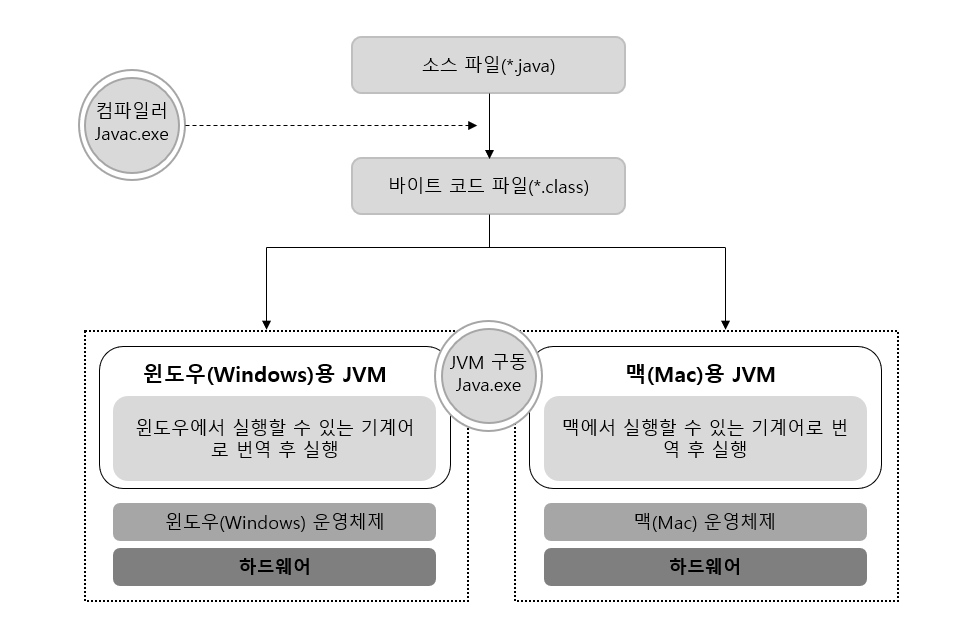 소스 파일(*.java)
컴파일러
Javac.exe
바이트 코드 파일(*.class)
JVM 구동
Java.exe
윈도우(Windows)용 JVM
윈도우에서 실행할 수 있는 기계어
로 번역 후 실행
윈도우(Windows) 운영체제
하드웨어
맥(Mac)용 JVM
맥에서 실행할 수 있는 기계어로 번
역 후 실행
맥(Mac) 운영체제
하드웨어